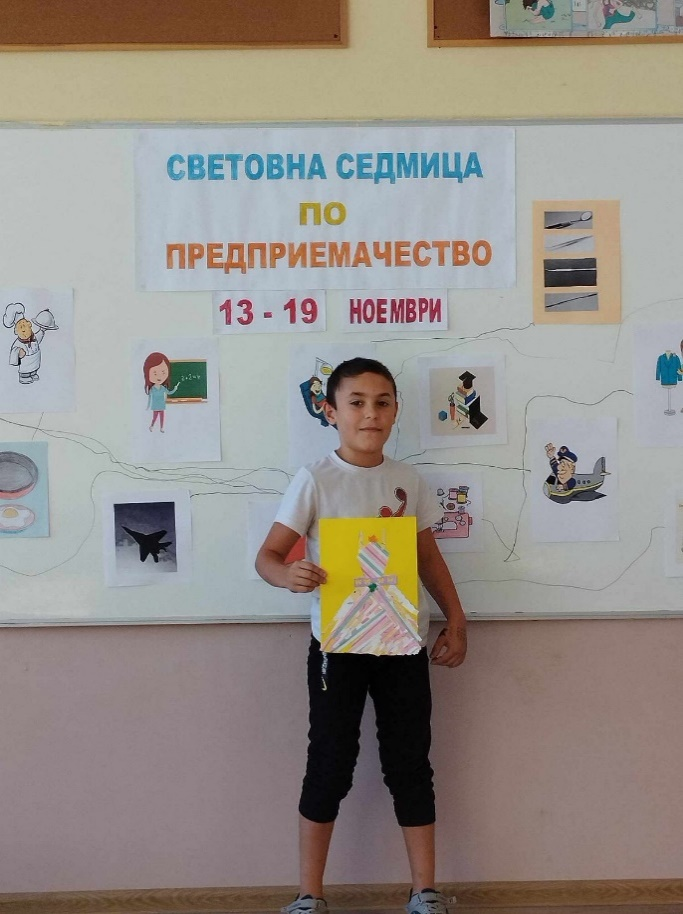 СВЕТОВНА СЕДМИЦА
ПО
ПРЕДПРИЕМАЧЕСТВО
13 - 19 НОЕМВРИ